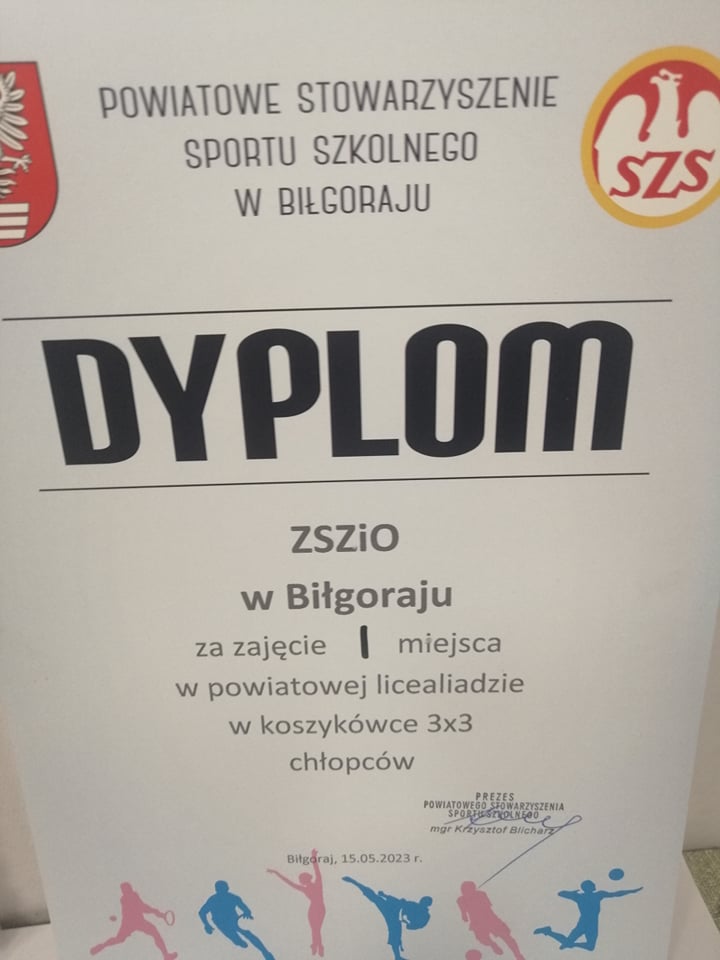 POWIATOWE STOWARZYSZENIE
SPORTU SZKOLNEGO
W BIŁGORAJU
SZS
DYPLOM
ZSZiO
w Biłgoraju
za zajęcie I miejsca
w powiatowej licealiadzie
w koszykówce 3x3
chłopców
PREZES
POWIATOWEGO STOWARZYSZENIA
SPORTU SZKOLNEGO
mgr Krzysztof Blicharz
Biłgoraj, 15.05.2023 r.